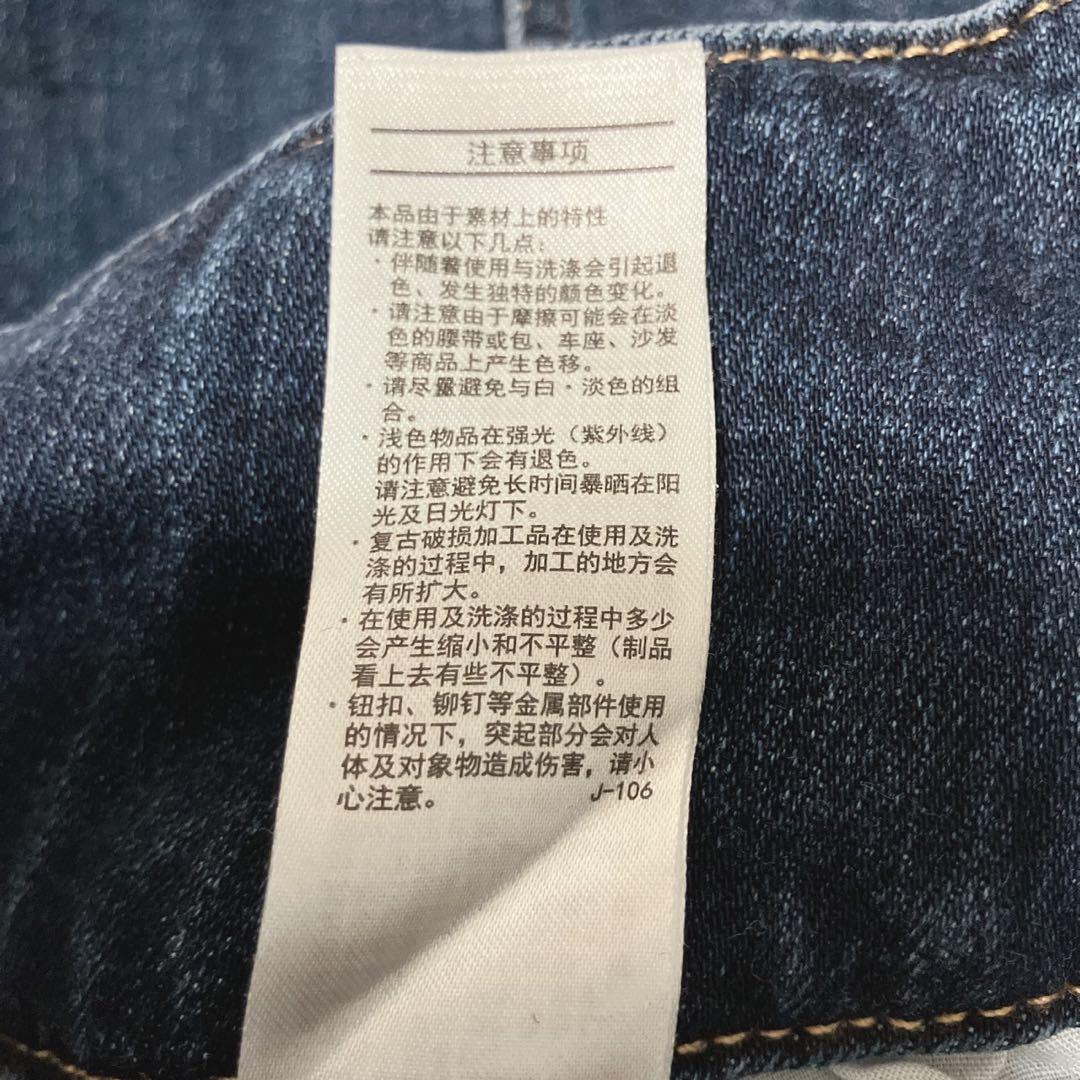 注意事项
本品由于素材上的特性
请注意以下几点：
·伴随着使用与洗涤会引起退
色、发生独特的颜色变化。
·请注意由于摩擦可能会在淡
色的腰带或包、车座、沙发
等商品上产生色移。
·请尽量避免与白·淡色的组
合。
·浅色物品在强光（紫外线）
的作用下会有退色。
请注意避免长时间暴晒在阳
光及日光灯下。
·复古破损加工品在使用及洗
涤的过程中，加工的地方会
有所扩大。
·在使用及洗涤的过程中多少
会产生缩小和不平整（制品
看上去有些不平整）。
·钮扣、铆钉等金属部件使用
的情况下，突起部分会对人
体及对象物造成伤害，请小
心注意。 J-106